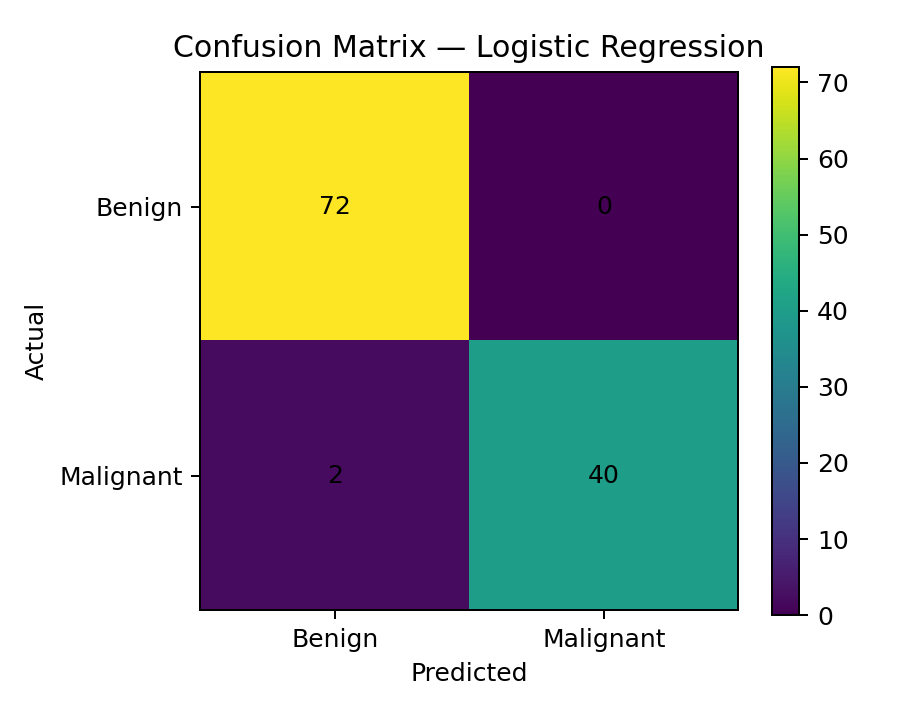 Confusion Matrix — Logistic Regression
Actual
Benign
Malignant
72
0
2
40
Benign
Malignant
Predicted
70
60
50
40
30
20
10
0